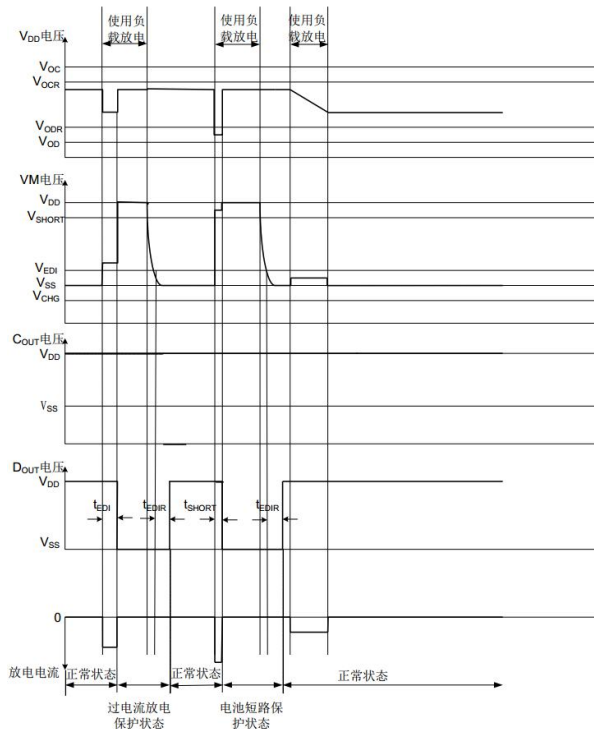 使用负
载放电
使用负
载放电
使用负
载放电
VDD电压
VOC
VOCR
VODR
VOD
VM电压
VDD
VSHORT
VEDI
VSS
VCHG
COUT电压
VDD
VSS
DOUT电压
VDD
tEDI
tEDIR
tSHORT
tEDIR
VSS
0
放电电流
正常状态
正常状态
正常状态
过电流放电
保护状态
电池短路保
护状态